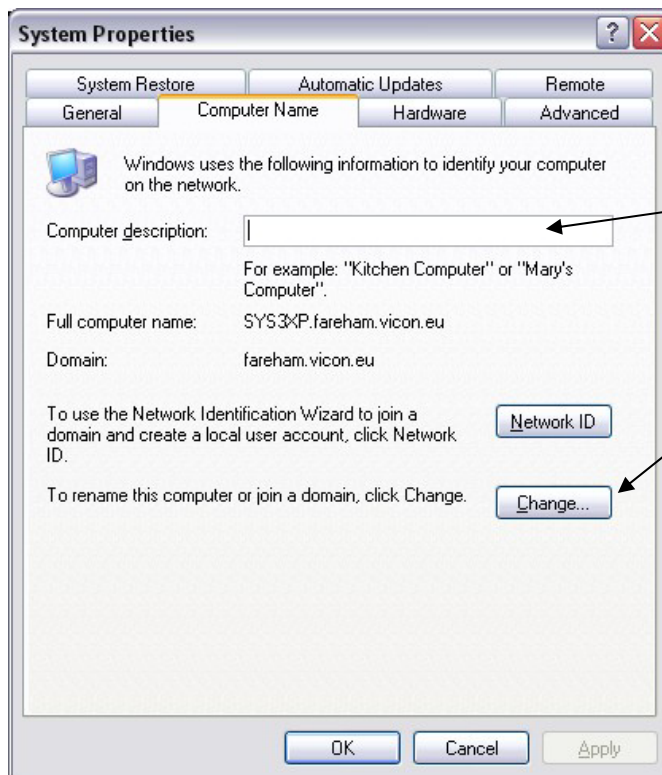 System Properties
?
System Restore Automatic Updates Remote
General Computer Name Hardware Advanced
Windows uses the following information to identify your computer
on the network.
Computer description:
For example: "Kitchen Computer" or "Mary's
Computer".
Full computer name: SYS3XP.fareham.vicon.eu
Domain: fareham.vicon.eu
To use the Network Identification Wizard to join a
domain and create a local user account, click Network
ID.
Network ID
To rename this computer or join a domain, click Change.
Change...
OK Cancel Apply